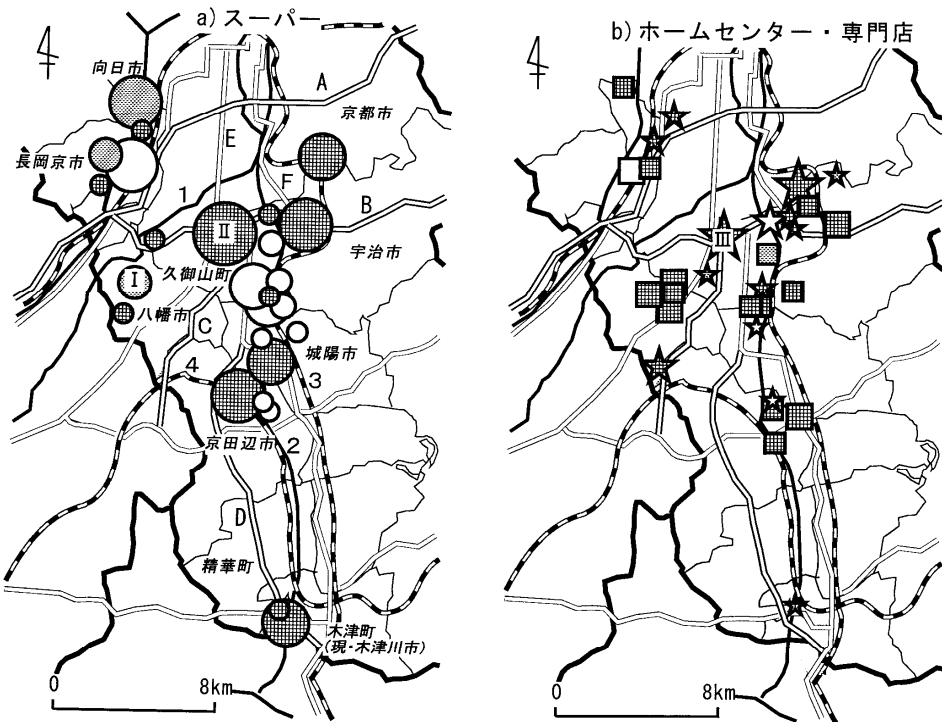 a)スーパー
向日市
A
京都市
E
長岡京市
1
F
B
Ⅱ
宇治市
I
久御山町
八幡市
C
城陽市
4
3
京田辺市
2
D
精華町
木津町
(現・木津川市)
0 8km
b)ホームセンター・専門店
Ⅲ
0 8km